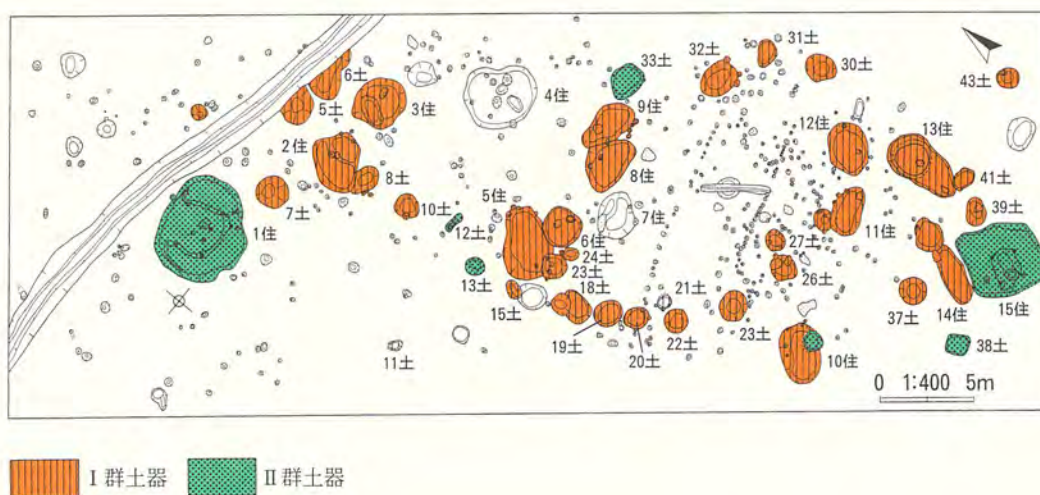 31土
32土
33土
30土
43土
6土
4住
5土
3住
9住
12住
13住
2住
8住
8土
41土
5住
10土
7土
7住
39土
12土
1住
6住
11住
27土
24土
23土
26土
13土
18土
21土
15土
37土
14住
15住
19土
20土
22土
23土
11土
10住
38土
0 1:400 5m
I 群土器
II 群土器